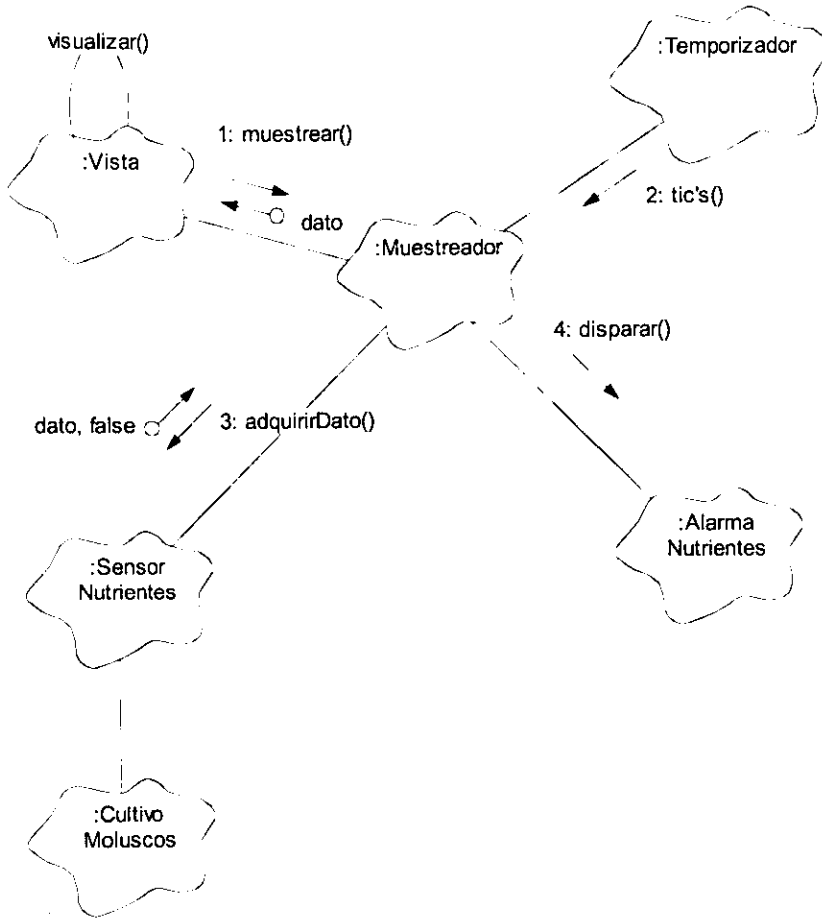 visualizar()
:Temporizador
1: muestrear()
:Vista
2: tic's()
dato
:Muestreador
4: disparar()
dato, false
3: adquirirDato()
:Alarma
Nutrientes
:Sensor
Nutrientes
:Cultivo
Moluscos